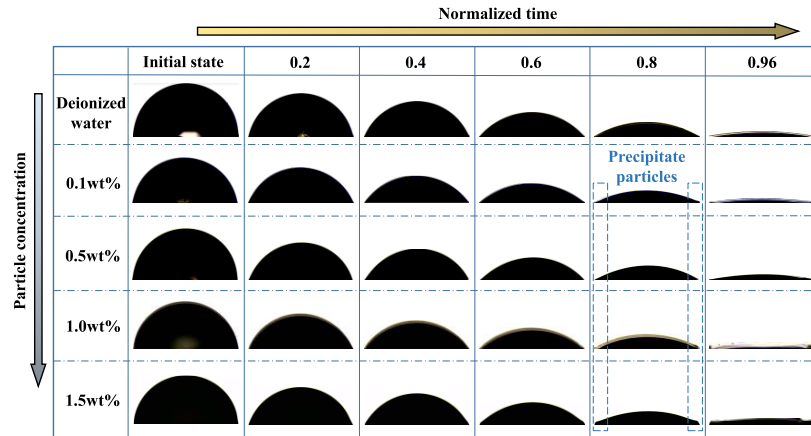 Normalized time
Particle concentration
Initial state
0.2
0.4
0.6
0.8
0.96
Deionized
water
Precipitate
particles
0.1wt%
0.5wt%
1.0wt%
1.5wt%